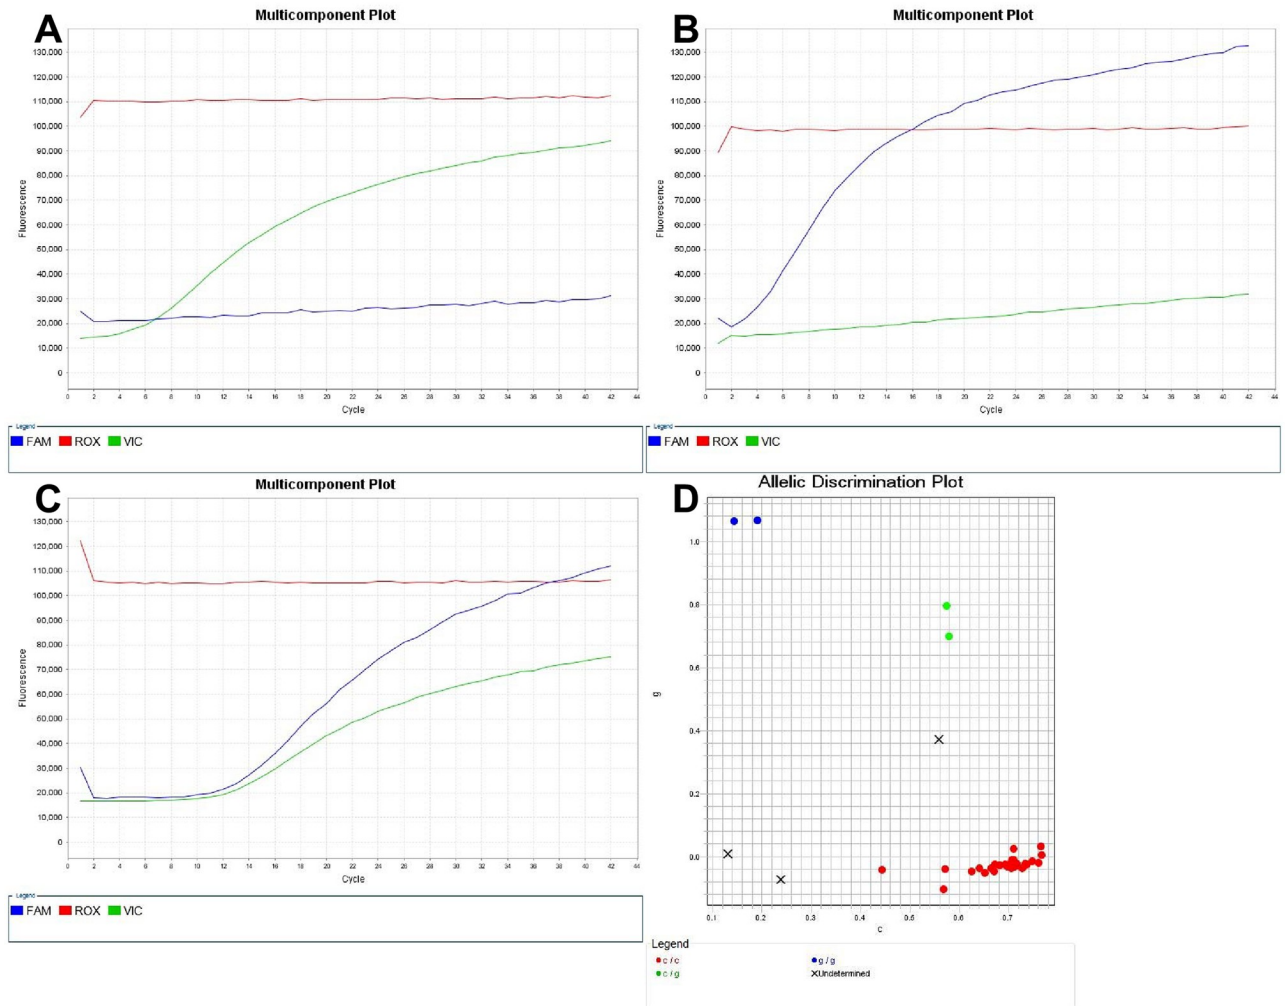 A
Multicomponent Plot
Fluorescence
130,000
120,000
110,000
100,000
90,000
80,000
70,000
60,000
50,000
40,000
30,000
20,000
10,000
0
0 2 4 6 8 10 12 14 16 18 20 22 24 26 28 30 32 34 36 38 40 42 44
Cycle
Legend
FAM ROX VIC
B
Multicomponent Plot
Fluorescence
130,000
120,000
110,000
100,000
90,000
80,000
70,000
60,000
50,000
40,000
30,000
20,000
10,000
0
0 2 4 6 8 10 12 14 16 18 20 22 24 26 28 30 32 34 36 38 40 42 44
Cycle
Legend
FAM ROX VIC
C
Multicomponent Plot
Fluorescence
130,000
120,000
110,000
100,000
90,000
80,000
70,000
60,000
50,000
40,000
30,000
20,000
10,000
0
0 2 4 6 8 10 12 14 16 18 20 22 24 26 28 30 32 34 36 38 40 42 44
Cycle
Legend
FAM ROX VIC
D
Allelic Discrimination Plot
g
1.0
0.8
0.6
0.4
0.2
0.0
0.1 0.2 0.3 0.4 0.5 0.6 0.7
c
Legend
c / c g / g
c / g Undetermined